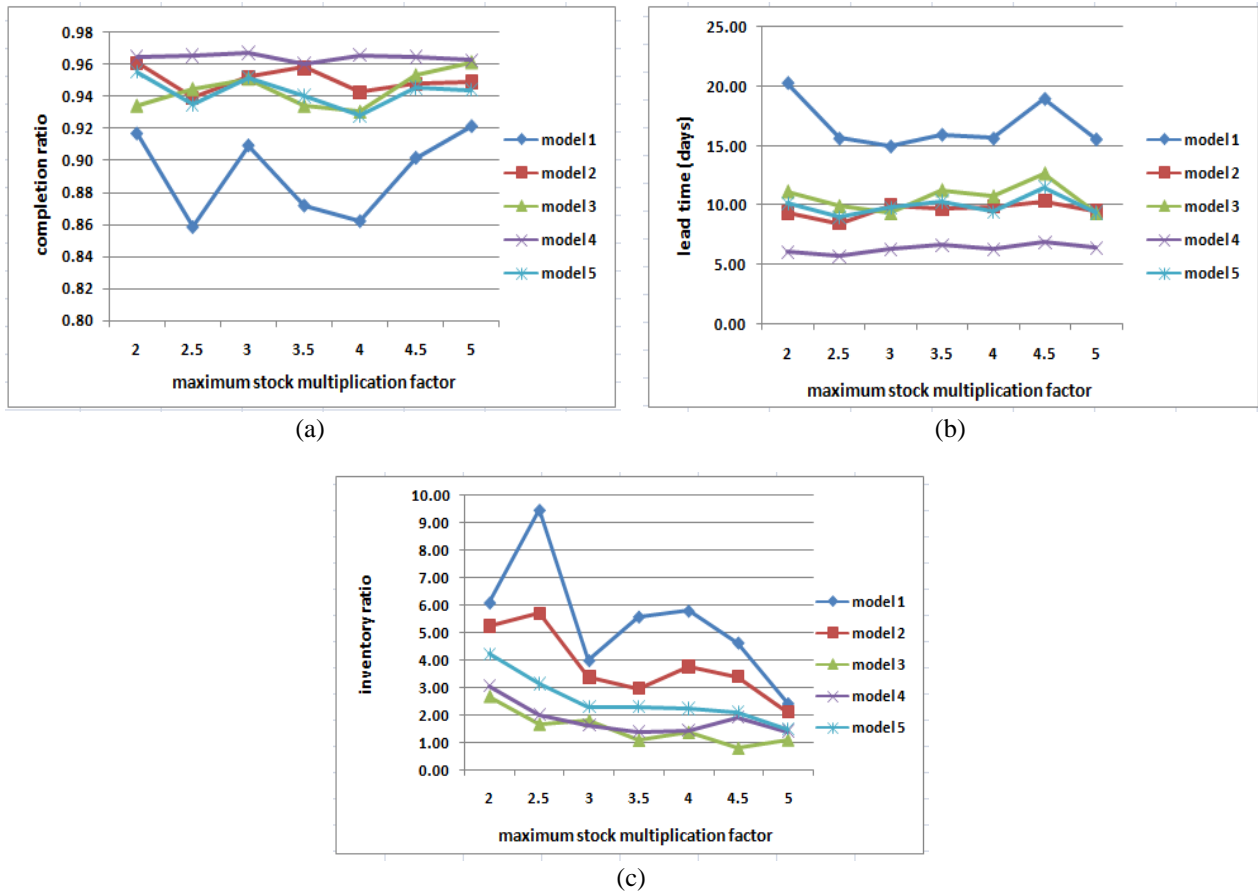 0.98
0.96
0.94
0.92
0.90
0.88
0.86
0.84
0.82
0.80
completion ratio
2 2.5 3 3.5 4 4.5 5
maximum stock multiplication factor
model 1
model 2
model 3
model 4
model 5
(a)
25.00
20.00
15.00
10.00
5.00
0.00
lead time (days)
2 2.5 3 3.5 4 4.5 5
maximum stock multiplication factor
model 1
model 2
model 3
model 4
model 5
(b)
10.00
9.00
8.00
7.00
6.00
5.00
4.00
3.00
2.00
1.00
0.00
inventory ratio
2 2.5 3 3.5 4 4.5 5
maximum stock multiplication factor
model 1
model 2
model 3
model 4
model 5
(c)